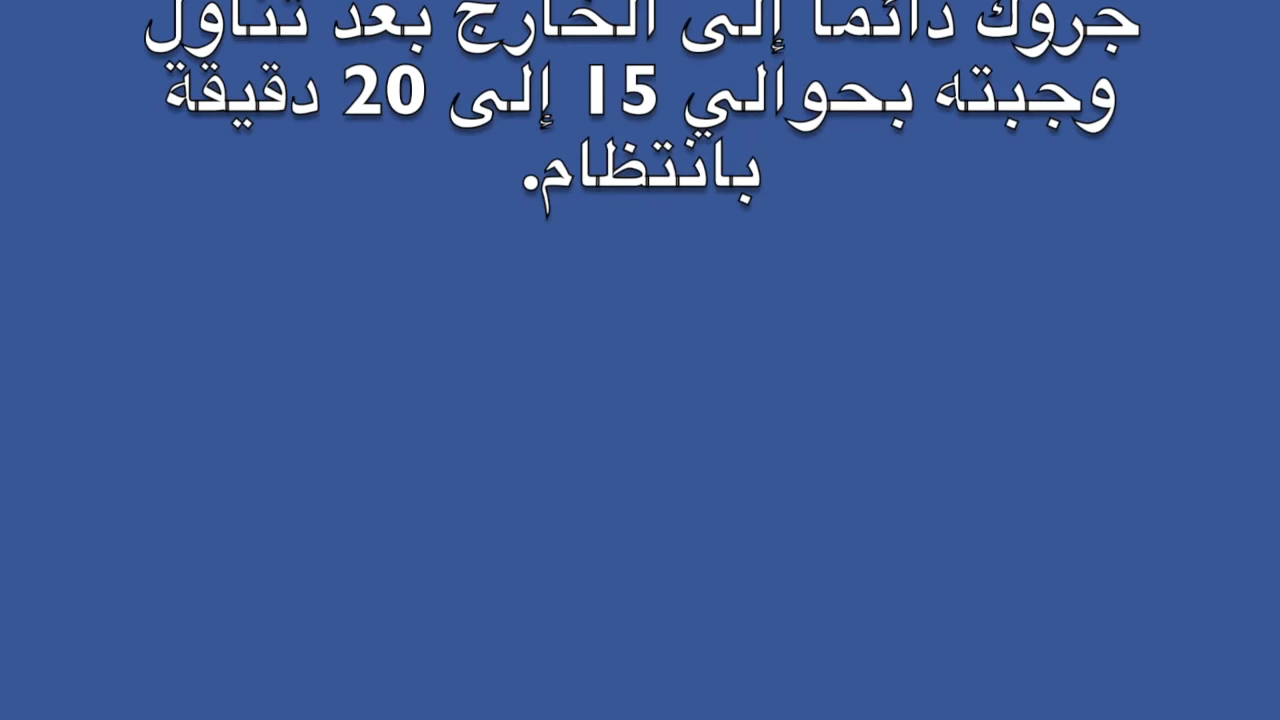 جروك دائما إلى الخارج بعد تناول
وجبته بحوالي 15 إلى 20 دقيقة
بانتظام.